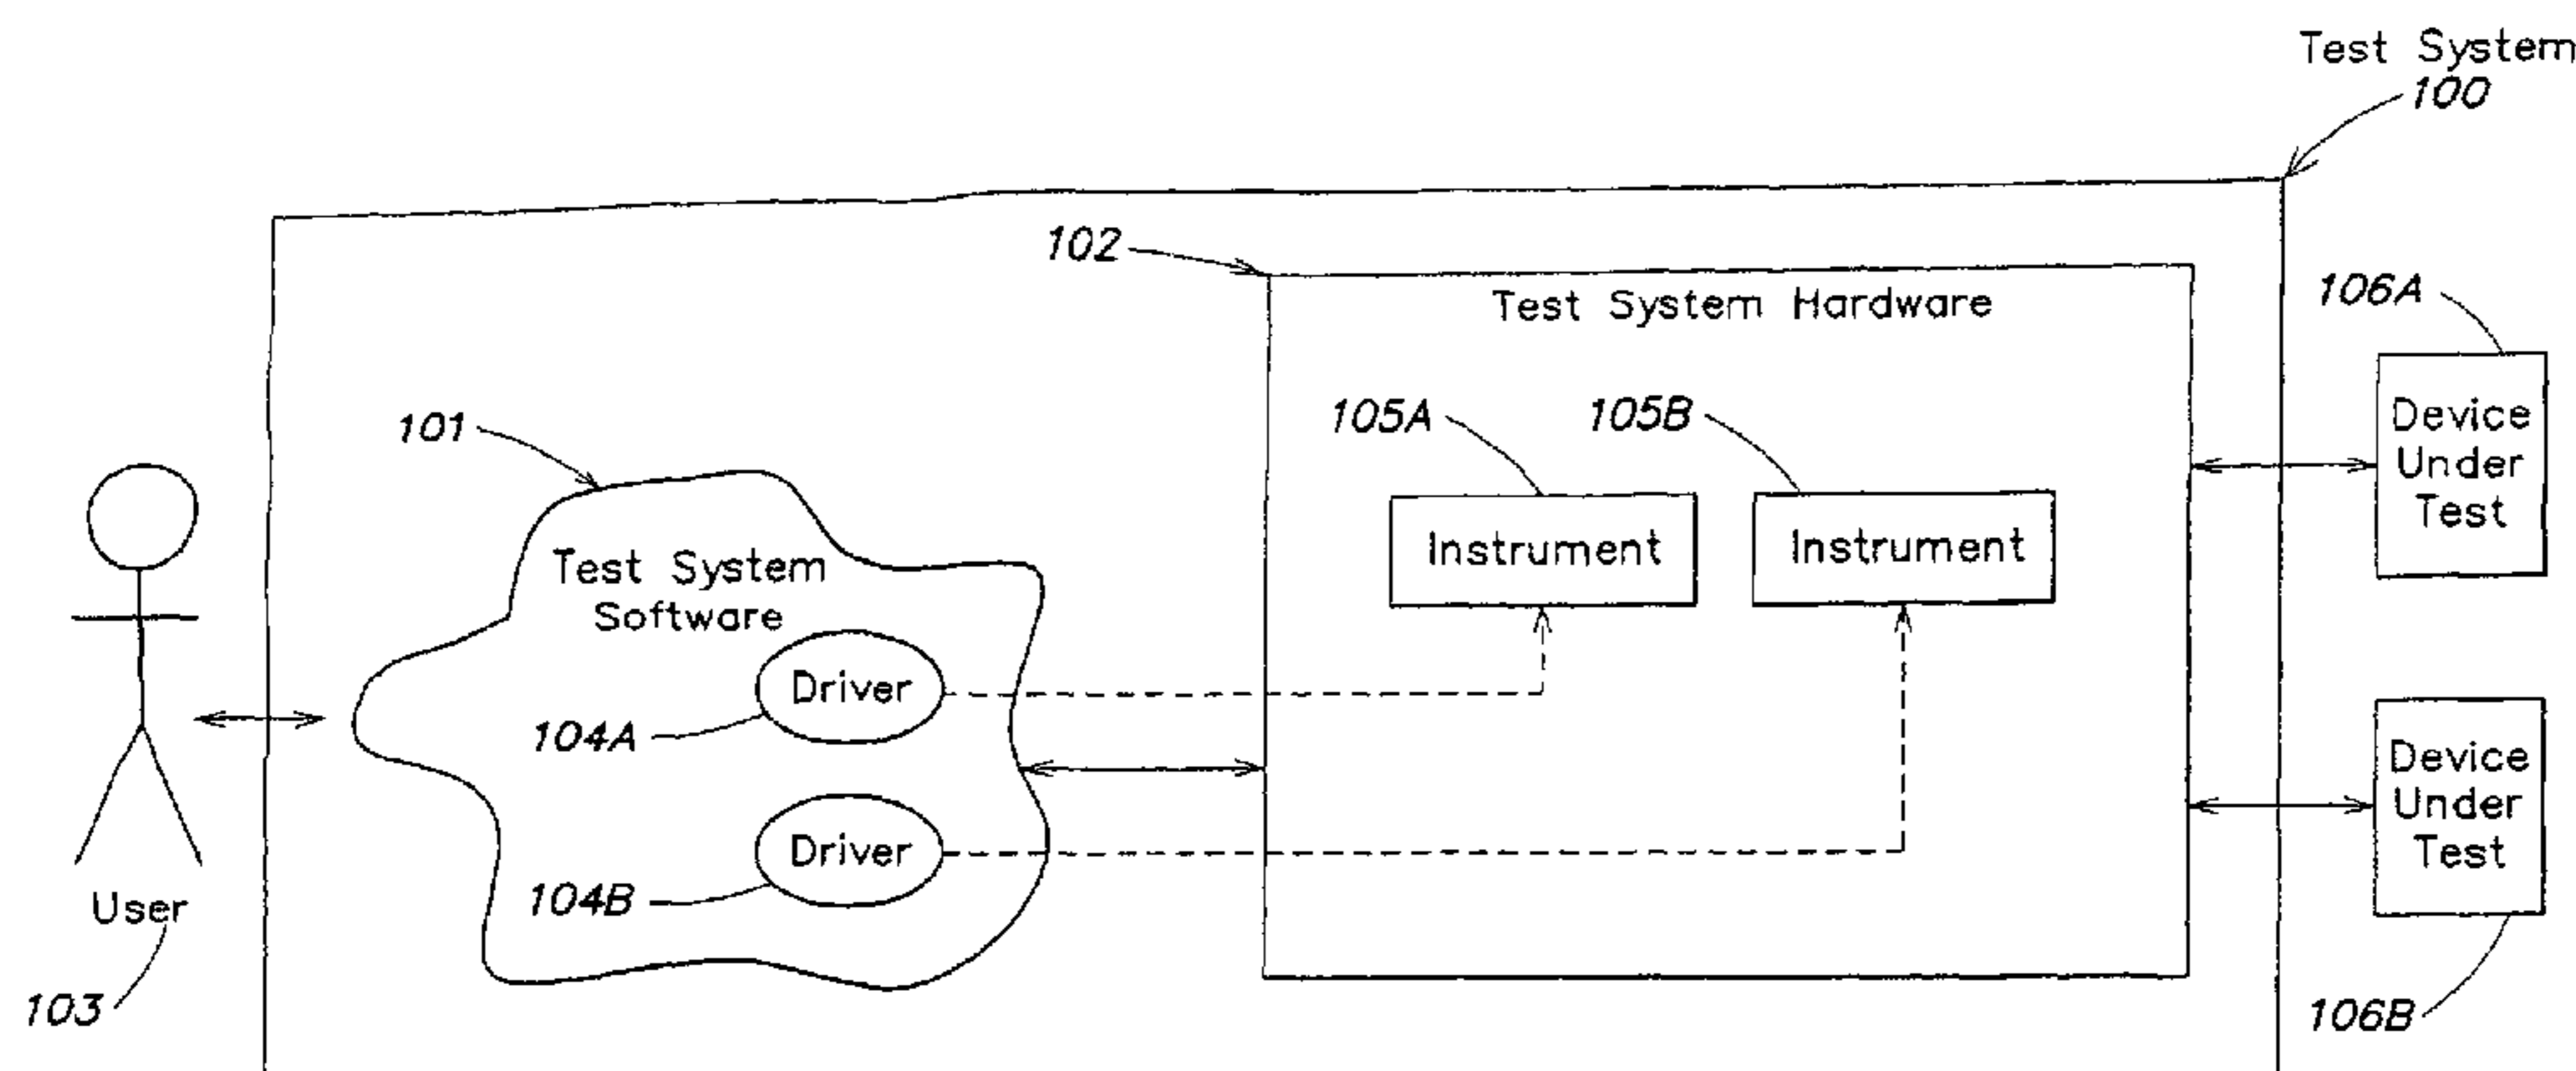 Test System
100
102
Test System Hardware
106A
101
105A
105B
Device
Under
Test
Instrument
Instrument
Test System
Software
Driver
104A
Driver
104B
Device
Under
Test
User
103
106B